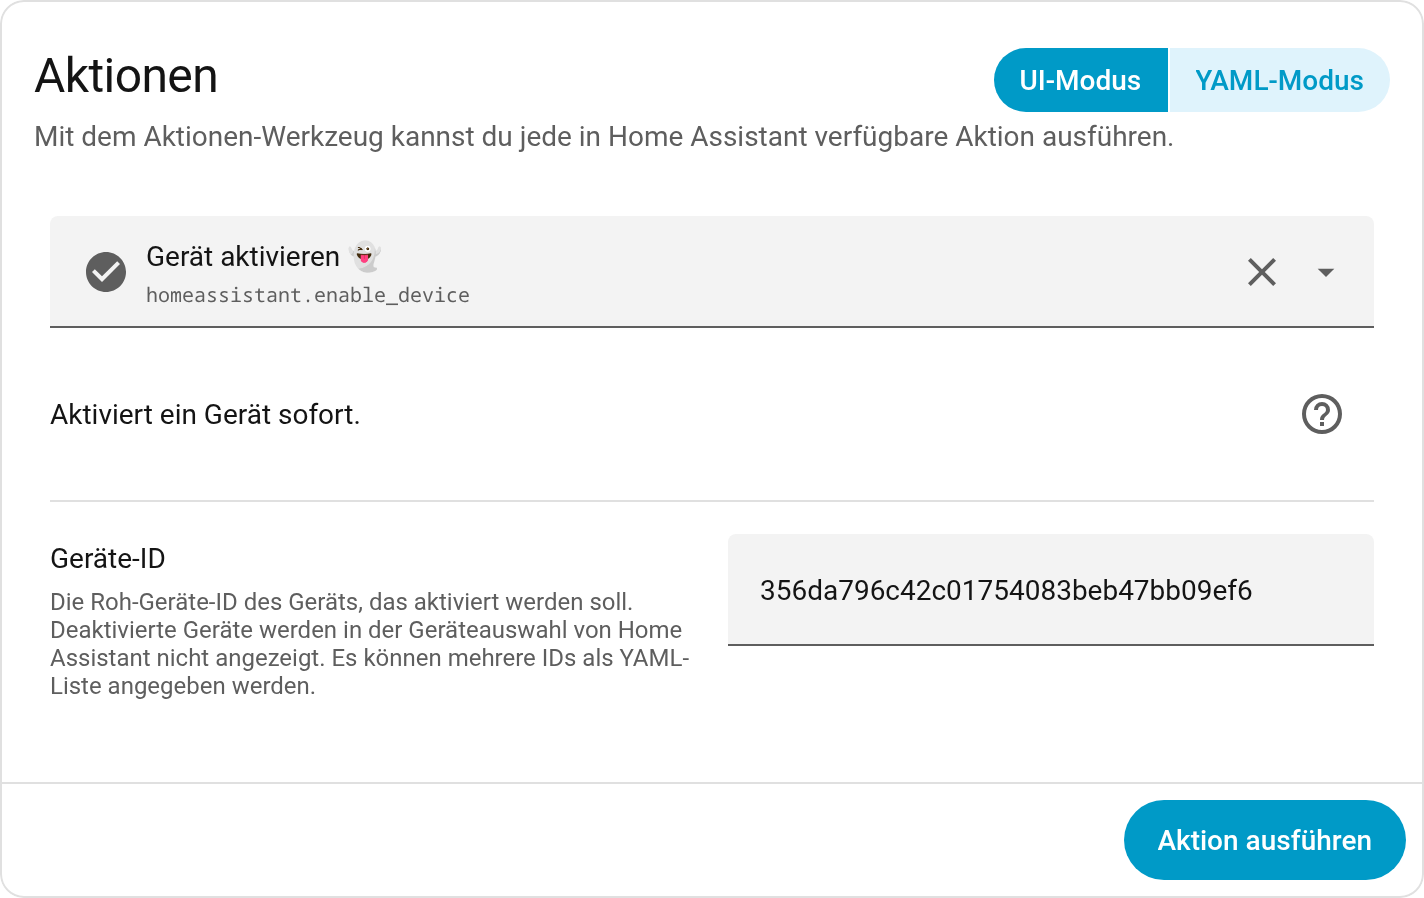 Aktionen
UI-Modus
YAML-Modus
Mit dem Aktionen-Werkzeug kannst du jede in Home Assistant verfügbare Aktion ausführen.
Gerät aktivieren 👻
homeassistant.enable_device
Aktiviert ein Gerät sofort.
Geräte-ID
Die Roh-Geräte-ID des Geräts, das aktiviert werden soll.
Deaktivierte Geräte werden in der Geräteauswahl von Home
Assistant nicht angezeigt. Es können mehrere IDs als YAML-
Liste angegeben werden.
356da796c42c01754083beb47bb09ef6
Aktion ausführen